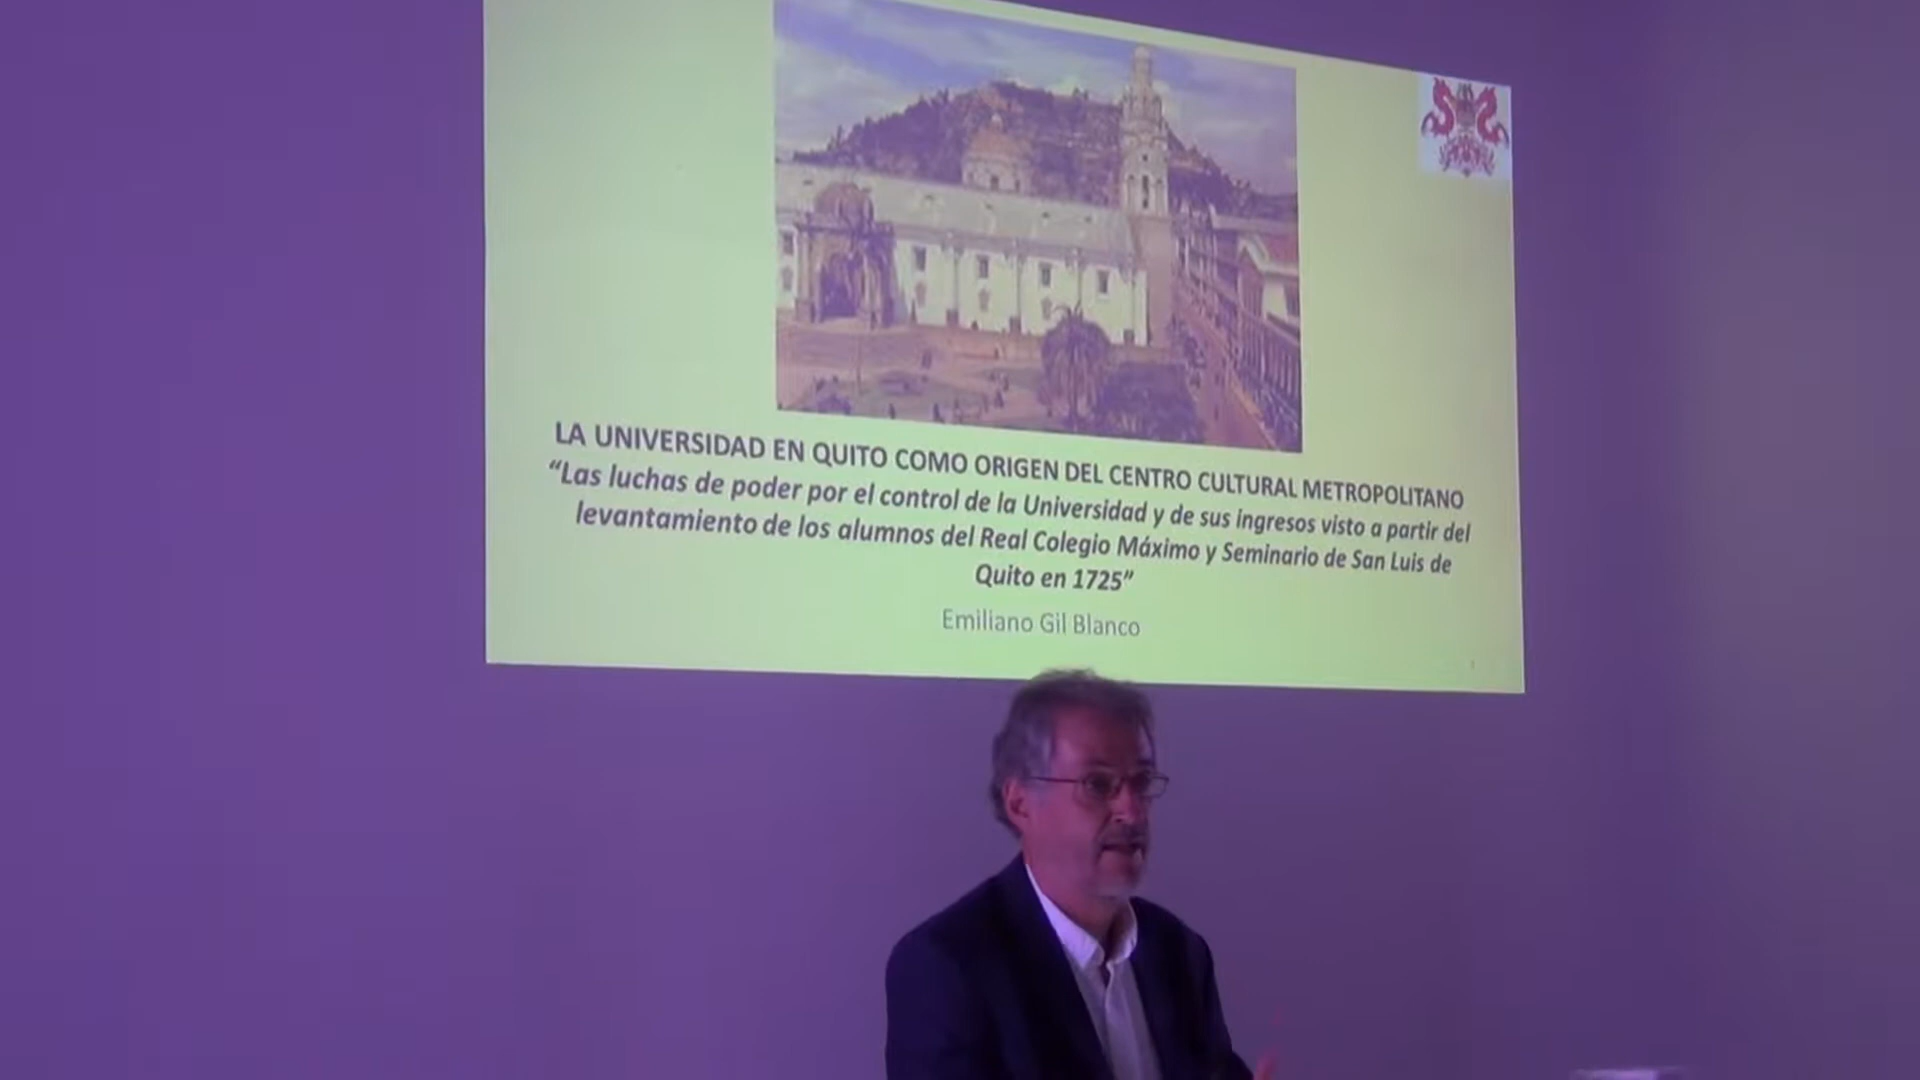 LA UNIVERSIDAD EN QUITO COMO ORIGEN DEL CENTRO CULTURAL METROPOLITANO
“Las luchas de poder por el control de la Universidad y de sus ingresos visto a partir del
levantamiento de los alumnos del Real Colegio Máximo y Seminario de San Luis de
Quito en 1725”
Emiliano Gil Blanco